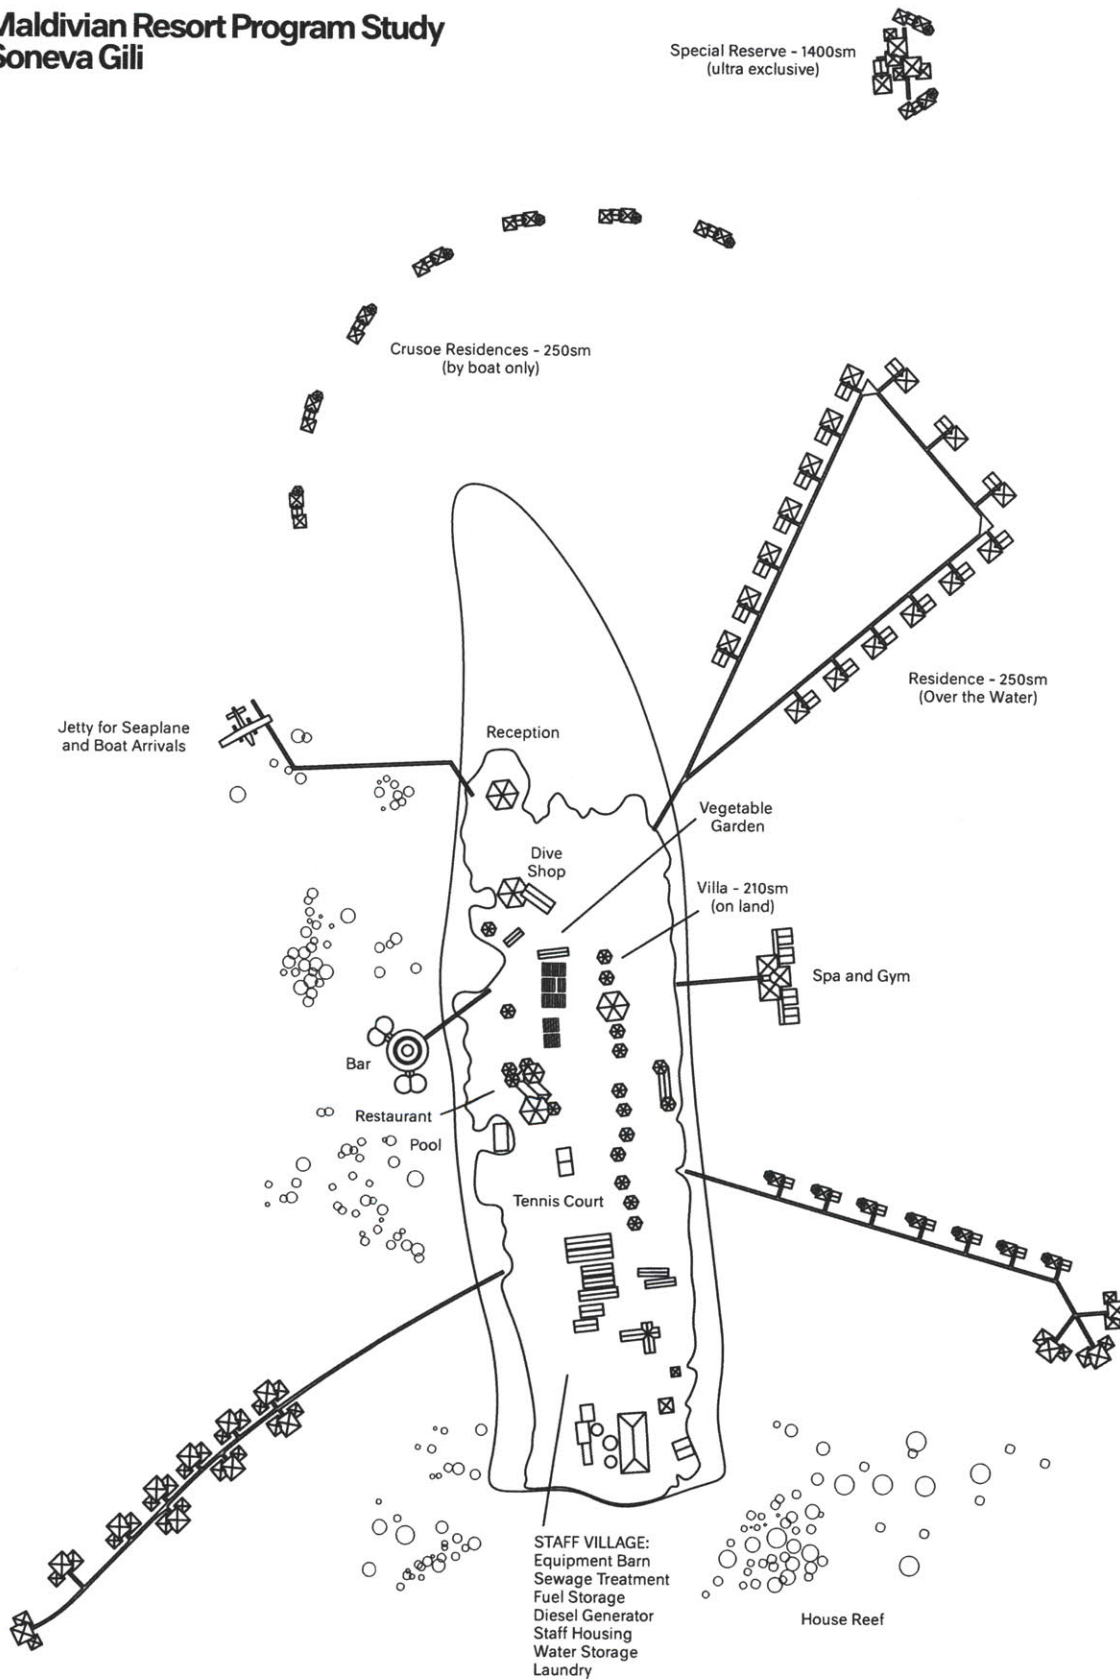 Maldivian Resort Program Study
Soneva Gili
Special Reserve - 1400sm
(ultra exclusive)
Crusoe Residences - 250sm
(by boat only)
Residence - 250sm
(Over the Water)
Jetty for Seaplane
and Boat Arrivals
Reception
Vegetable
Garden
Dive
Shop
Villa - 210sm
(on land)
Spa and Gym
Bar
Restaurant
Pool
Tennis Court
STAFF VILLAGE:
Equipment Barn
Sewage Treatment
Fuel Storage
Diesel Generator
Staff Housing
Water Storage
Laundry
House Reef